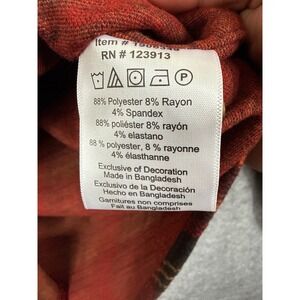 Item #
RN # 123913
P
88% Polyester 8% Rayon
4% Spandex
88% poliéster 8% rayón
4% elastano
88 % polyester, 8 % rayonne
4% élasthanne
Exclusive of Decoration
Made in Bangladesh
Exclusivo de la Decoración
Hecho en Bangladesh
Garnitures non comprises
Fait au Bangladesh